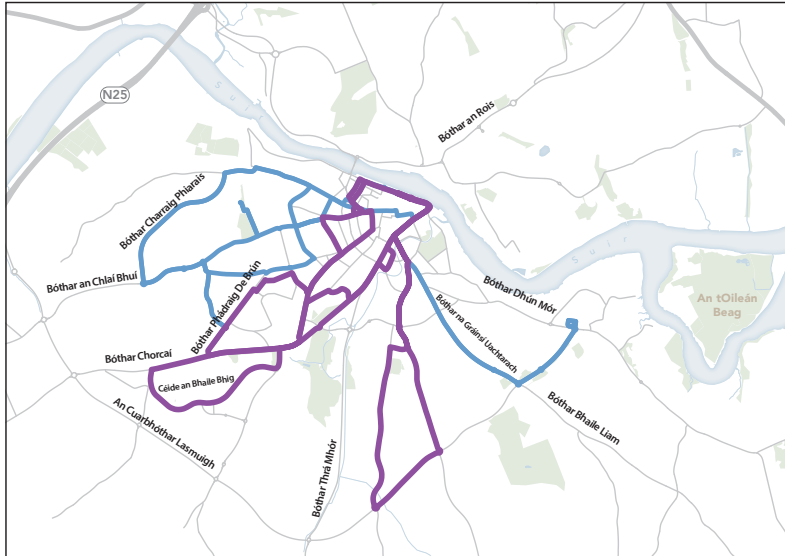 Suir
N25
Bóthar an Rois
Bóthar Charraig Phiarais
Suir
Bóthar an Chlaí Bhuí
Bóthar Phádraig De Brún
Bóthar Dhún Mór
An tOileán
Beag
Bóthar na Gráinsí Uachtarach
Bóthar Chorcaí
Céide an Bhaile Bhig
An Cuarbhóthar Lasmuigh
Bóthar Bhaile Liam
Bóthar Thrá Mhór